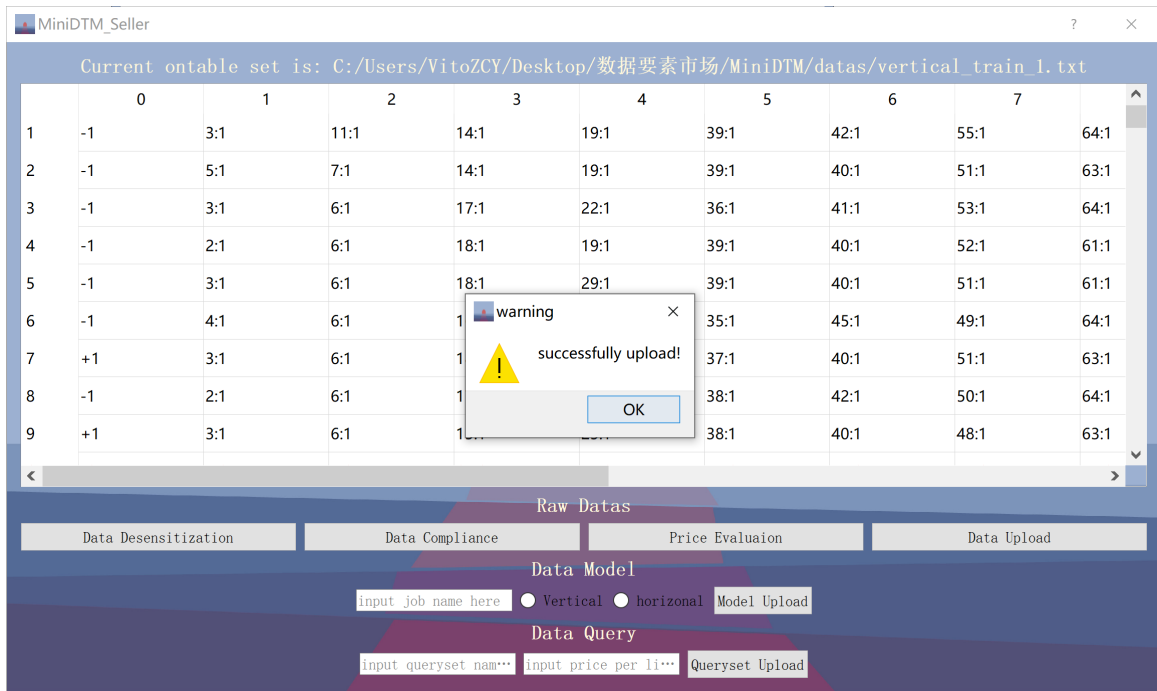 MiniDTM_Seller ?
Current ontable set is: C:/Users/VitoZCY/Desktop/数据要素市场/MiniDTM/datas/vertical_train_1.txt
0 1 2 3 4 5 6 7
1 -1 3:1 11:1 14:1 19:1 39:1 42:1 55:1 64:1
2 -1 5:1 7:1 14:1 19:1 39:1 40:1 51:1 63:1
3 -1 3:1 6:1 17:1 22:1 36:1 41:1 53:1 64:1
4 -1 2:1 6:1 18:1 19:1 39:1 40:1 52:1 61:1
5 -1 3:1 6:1 18:1 29:1 39:1 40:1 51:1 61:1
6 -1 4:1 6:1 35:1 45:1 49:1 64:1
7 +1 3:1 6:1 37:1 40:1 51:1 63:1
8 -1 2:1 6:1 38:1 42:1 50:1 64:1
9 +1 3:1 6:1 38:1 40:1 48:1 63:1
warning
successfully upload!
OK
Raw Datas
Data Desensitization Data Compliance Price Evaluaion Data Upload
Data Model
input job name here Vertical horizonal Model Upload
Data Query
input queryset nam… input price per li… Queryset Upload